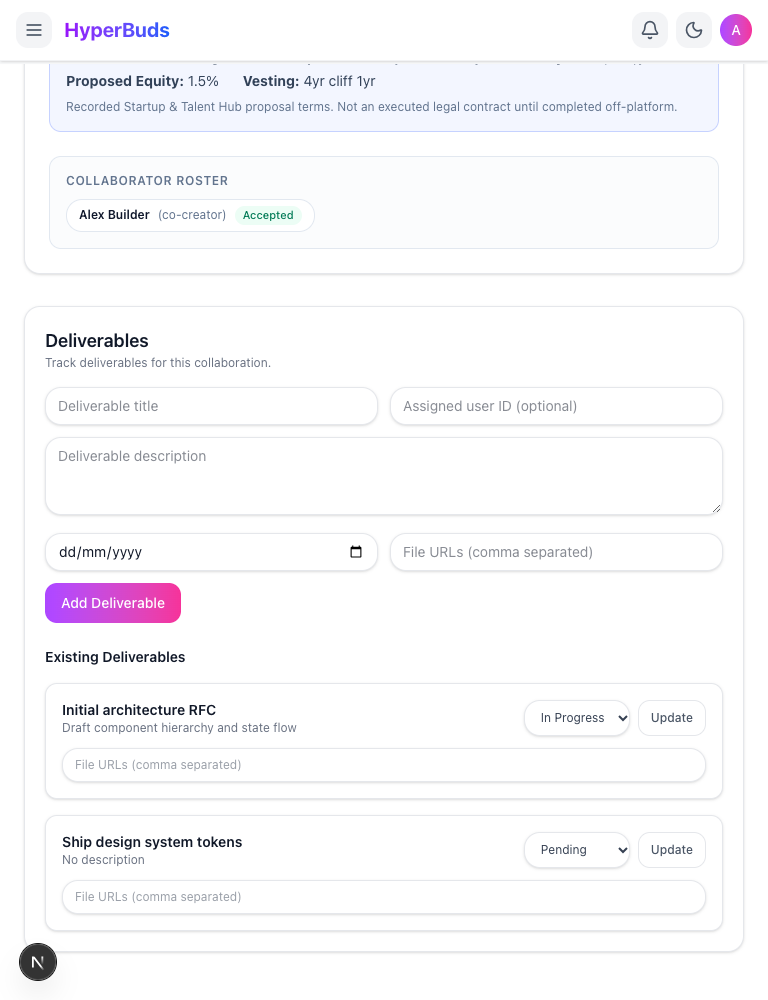 HyperBuds
A
Proposed Equity: 1.5% Vesting: 4yr cliff 1yr
Recorded Startup & Talent Hub proposal terms. Not an executed legal contract until completed off-platform.
COLLABORATOR ROSTER
Alex Builder (co-creator) Accepted
Deliverables
Track deliverables for this collaboration.
Deliverable title
Assigned user ID (optional)
Deliverable description
dd/mm/yyyy
File URLs (comma separated)
Add Deliverable
Existing Deliverables
Initial architecture RFC
Draft component hierarchy and state flow
In Progress
Update
File URLs (comma separated)
Ship design system tokens
No description
Pending
Update
File URLs (comma separated)
N